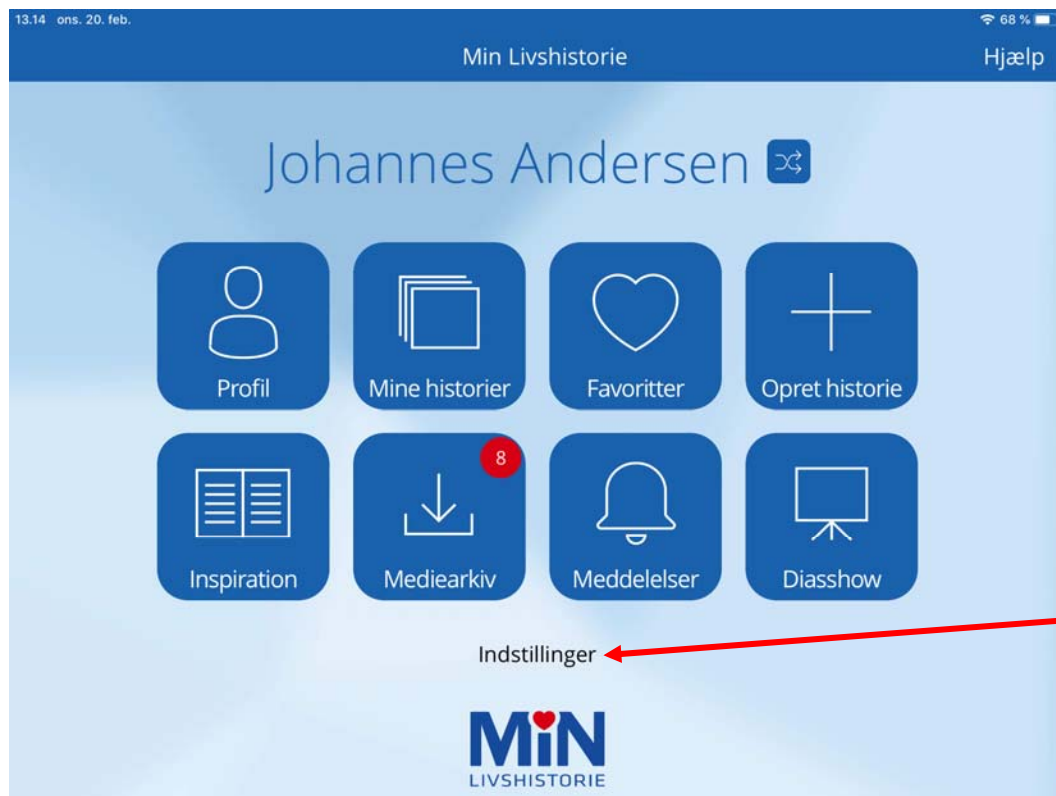 13.14 ons. 20. feb. 68 %
Min Livshistorie Hjælp
Johannes Andersen
Profil Mine historier Favoritter Opret historie
8
Inspiration Mediearkiv Meddelelser Diasshow
Indstillinger
MiN
LIVSHISTORIE